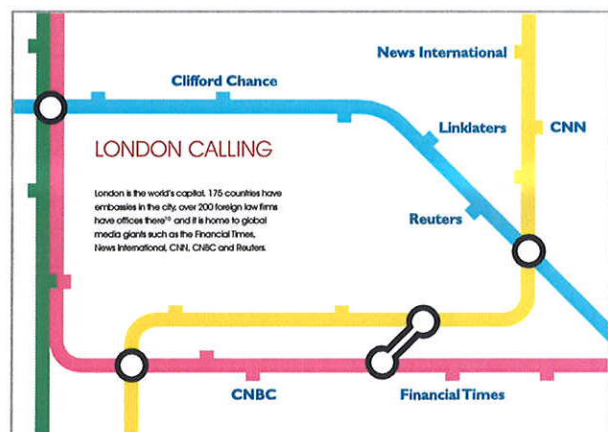 News International
Clifford Chance
Linklaters
CNN
LONDON CALLING
London is the world's capital. 175 countries have
embassies in the city, over 200 foreign law firms
have offices there¹⁰ and it is home to global
media giants such as the Financial Times,
News International, CNN, CNBC and Reuters.
Reuters
CNBC
Financial Times